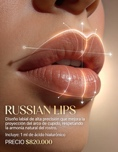 RUSSIAN LIPS
Diseño labial de alta precisión que mejora la
proyección del arco de cupido, respetando
la armonía natural del rostro.
Incluye: 1 ml de ácido hialurónico
PRECIO $820.000